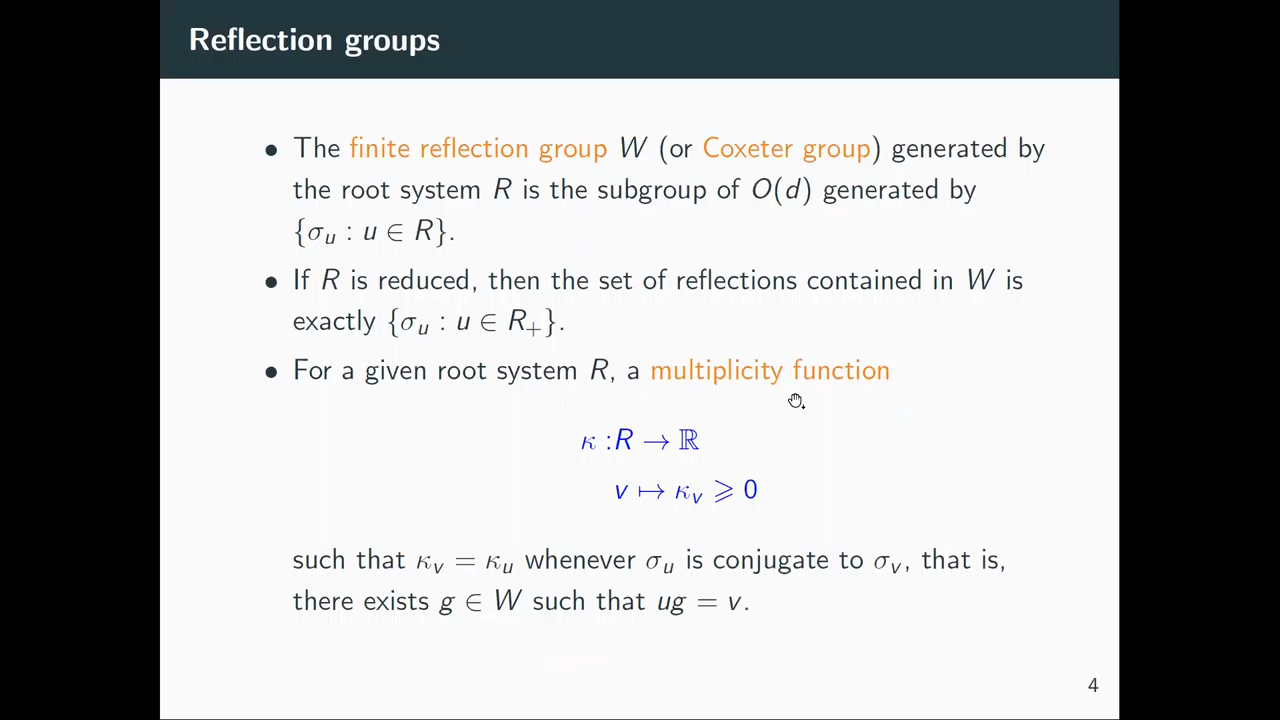 Reflection groups
• The finite reflection group W (or Coxeter group) generated by
the root system R is the subgroup of O(d) generated by
{σ_u : u ∈ R}.
• If R is reduced, then the set of reflections contained in W is
exactly {σ_u : u ∈ R_+}.
• For a given root system R, a multiplicity function
κ : R → ℝ
v ↦ κ_v ⩾ 0
such that κ_v = κ_u whenever σ_u is conjugate to σ_v, that is,
there exists g ∈ W such that ug = v.
4